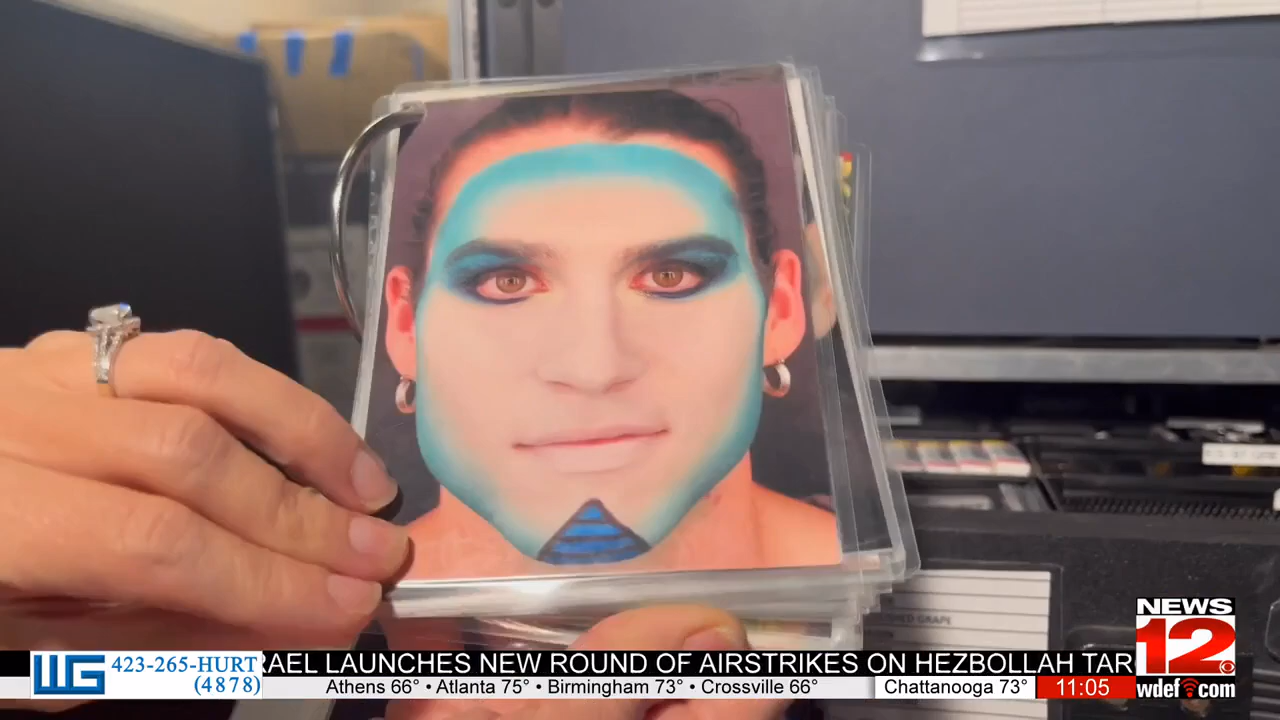 WG 423-265-HURT
(4878)
RAEL LAUNCHES NEW ROUND OF AIRSTRIKES ON HEZBOLLAH TAR
Athens 66° • Atlanta 75° • Birmingham 73° • Crossville 66°
Chattanooga 73°
11:05
NEWS
12
wdef.com